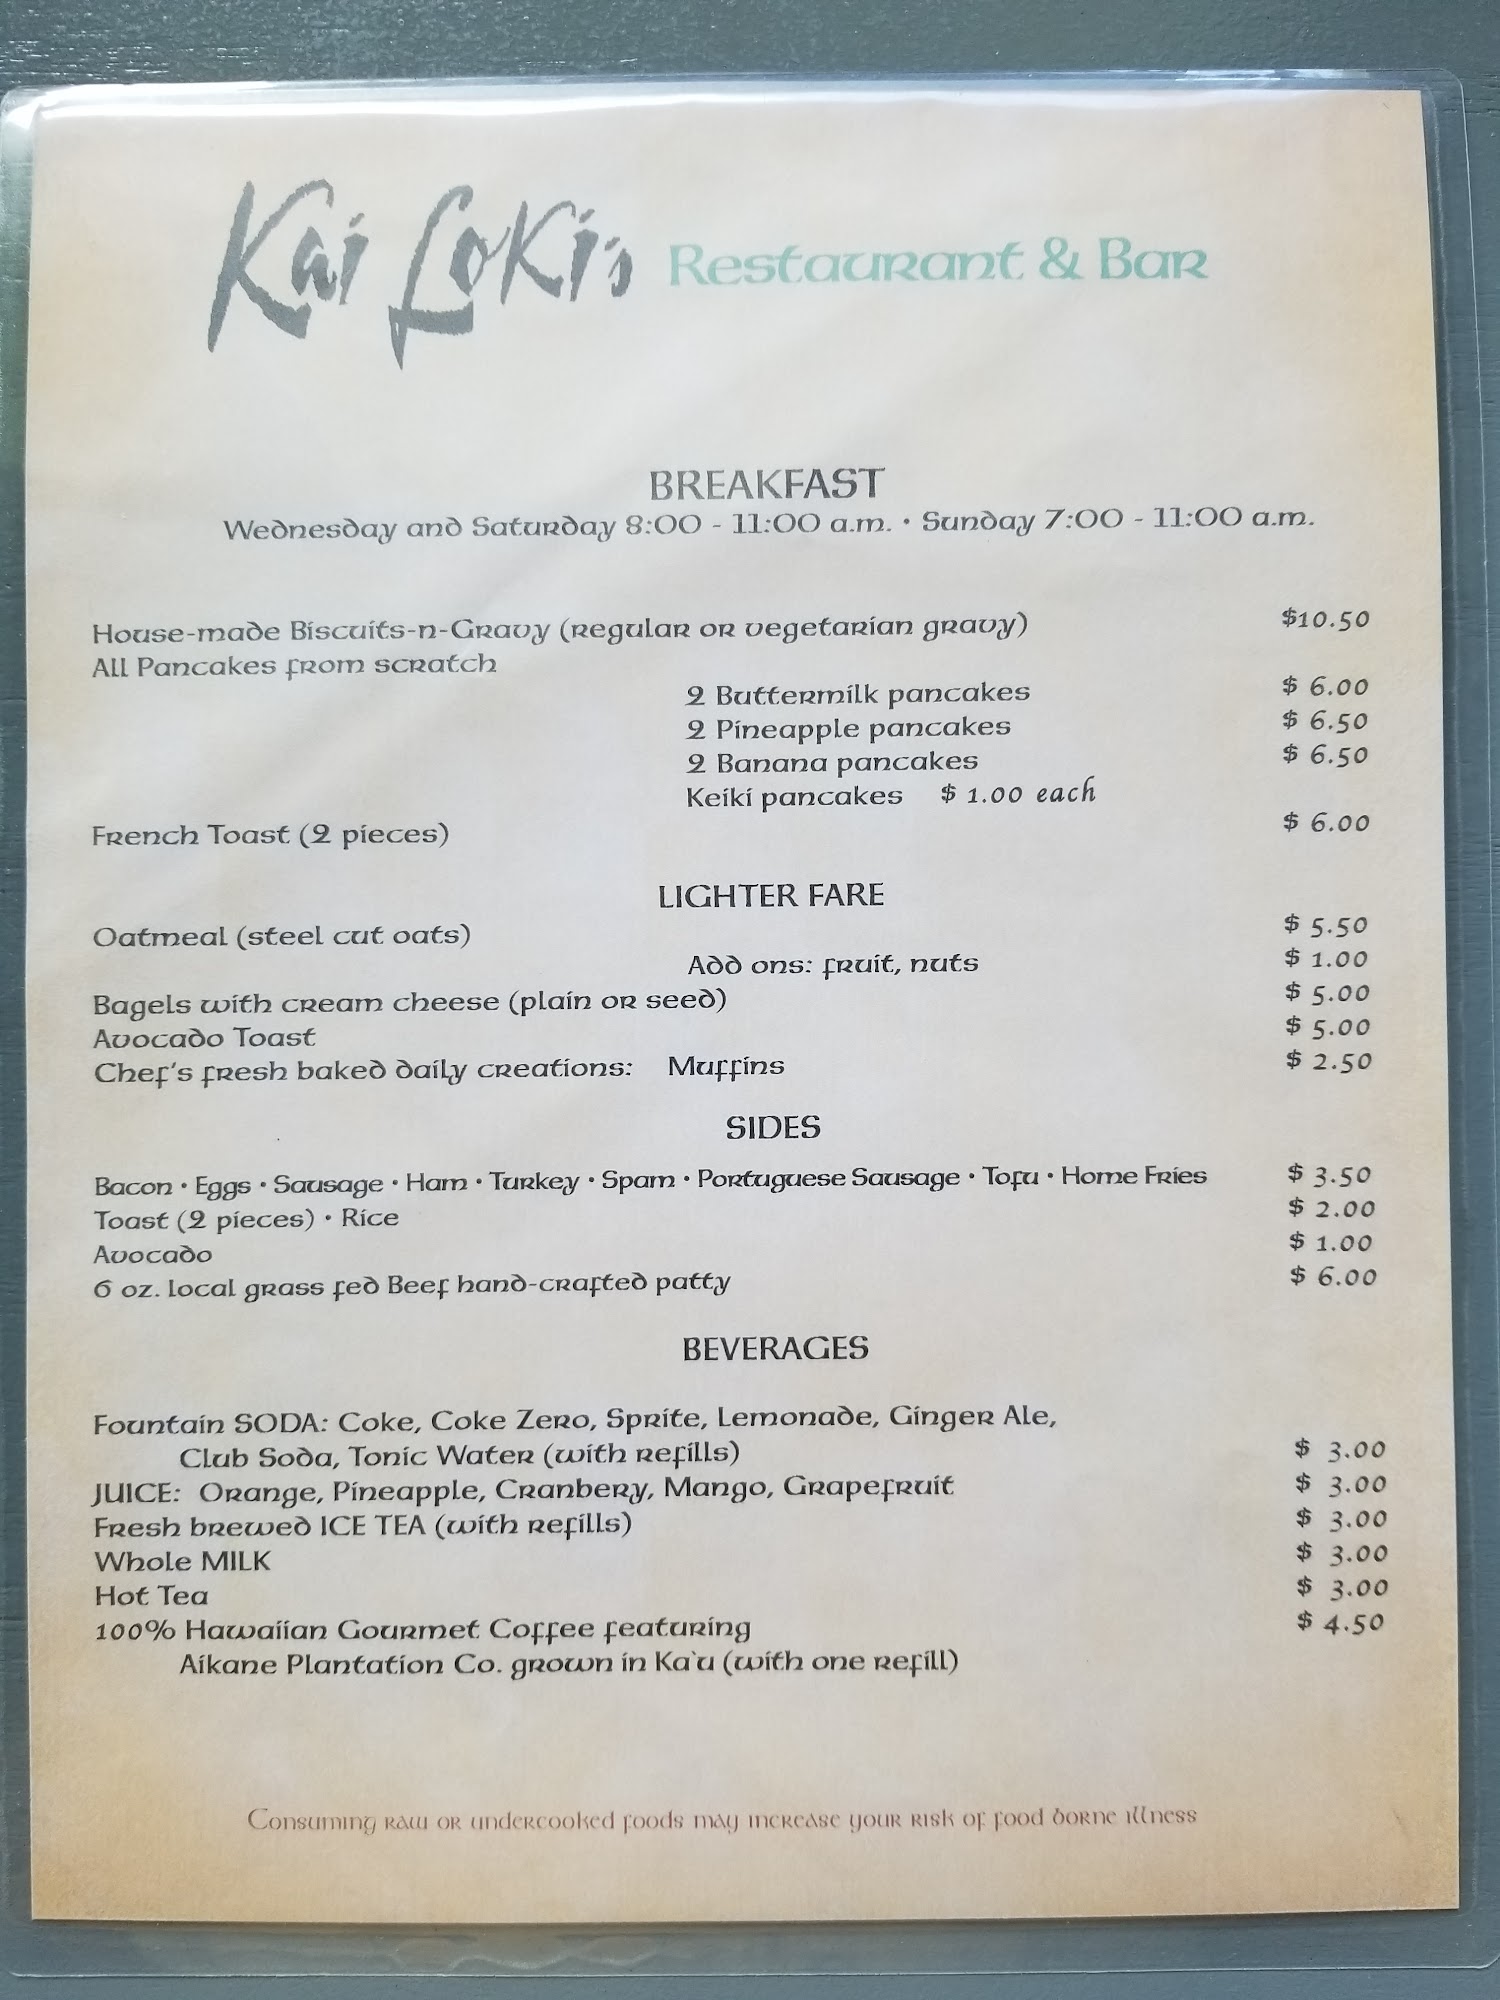 Kai Loki's Restaurant & Bar
BREAKFAST
Wednesday and Saturday 8:00 - 11:00 a.m. • Sunday 7:00 - 11:00 a.m.
House-made Biscuits-n-Gravy (regular or vegetarian gravy) $10.50
All Pancakes from scratch
2 Buttermilk pancakes $ 6.00
2 Pineapple pancakes $ 6.50
2 Banana pancakes $ 6.50
Keiki pancakes $ 1.00 each
French Toast (2 pieces) $ 6.00
LIGHTER FARE
Oatmeal (steel cut oats) $ 5.50
Add ons: fruit, nuts $ 1.00
Bagels with cream cheese (plain or seed) $ 5.00
Avocado Toast $ 5.00
Chef's fresh baked daily creations: Muffins $ 2.50
SIDES
Bacon • Eggs • Sausage • Ham • Turkey • Spam • Portuguese Sausage • Tofu • Home Fries $ 3.50
Toast (2 pieces) • Rice $ 2.00
Avocado $ 1.00
6 oz. local grass fed Beef hand-crafted patty $ 6.00
BEVERAGES
Fountain SODA: Coke, Coke Zero, Sprite, Lemonade, Ginger Ale,
Club Soda, Tonic Water (with refills) $ 3.00
JUICE: Orange, Pineapple, Cranbery, Mango, Grapefruit $ 3.00
Fresh brewed ICE TEA (with refills) $ 3.00
Whole MILK $ 3.00
Hot Tea $ 3.00
100% Hawaiian Gourmet Coffee featuring $ 4.50
Aikane Plantation Co. grown in Ka`u (with one refill)
Consuming raw or undercooked foods may increase your risk of food borne illness